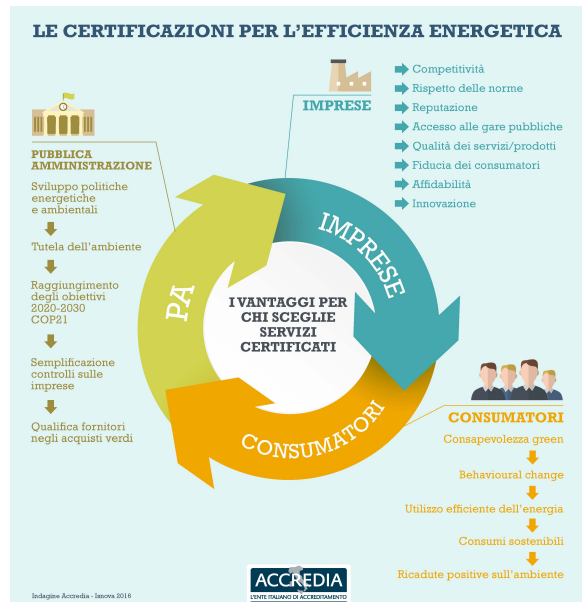 LE CERTIFICAZIONI PER L'EFFICIENZA ENERGETICA
IMPRESE
Competitività
Rispetto delle norme
Reputazione
Accesso alle gare pubbliche
Qualità dei servizi/prodotti
Fiducia dei consumatori
Affidabilità
Innovazione
PUBBLICA
AMMINISTRAZIONE
Sviluppo politiche
energetiche
e ambientali
Tutela dell'ambiente
Raggiungimento
degli obiettivi
2020-2030
COP21
Semplificazione
controlli sulle
imprese
Qualifica fornitori
negli acquisti verdi
PA
IMPRESE
CONSUMATORI
I VANTAGGI PER
CHI SCEGLIE
SERVIZI
CERTIFICATI
CONSUMATORI
Consapevolezza green
Behavioural change
Utilizzo efficiente dell'energia
Consumi sostenibili
Ricadute positive sull'ambiente
ACCREDIA
L'ENTE ITALIANO DI ACCREDITAMENTO
Indagine Accredia - Isnova 2016